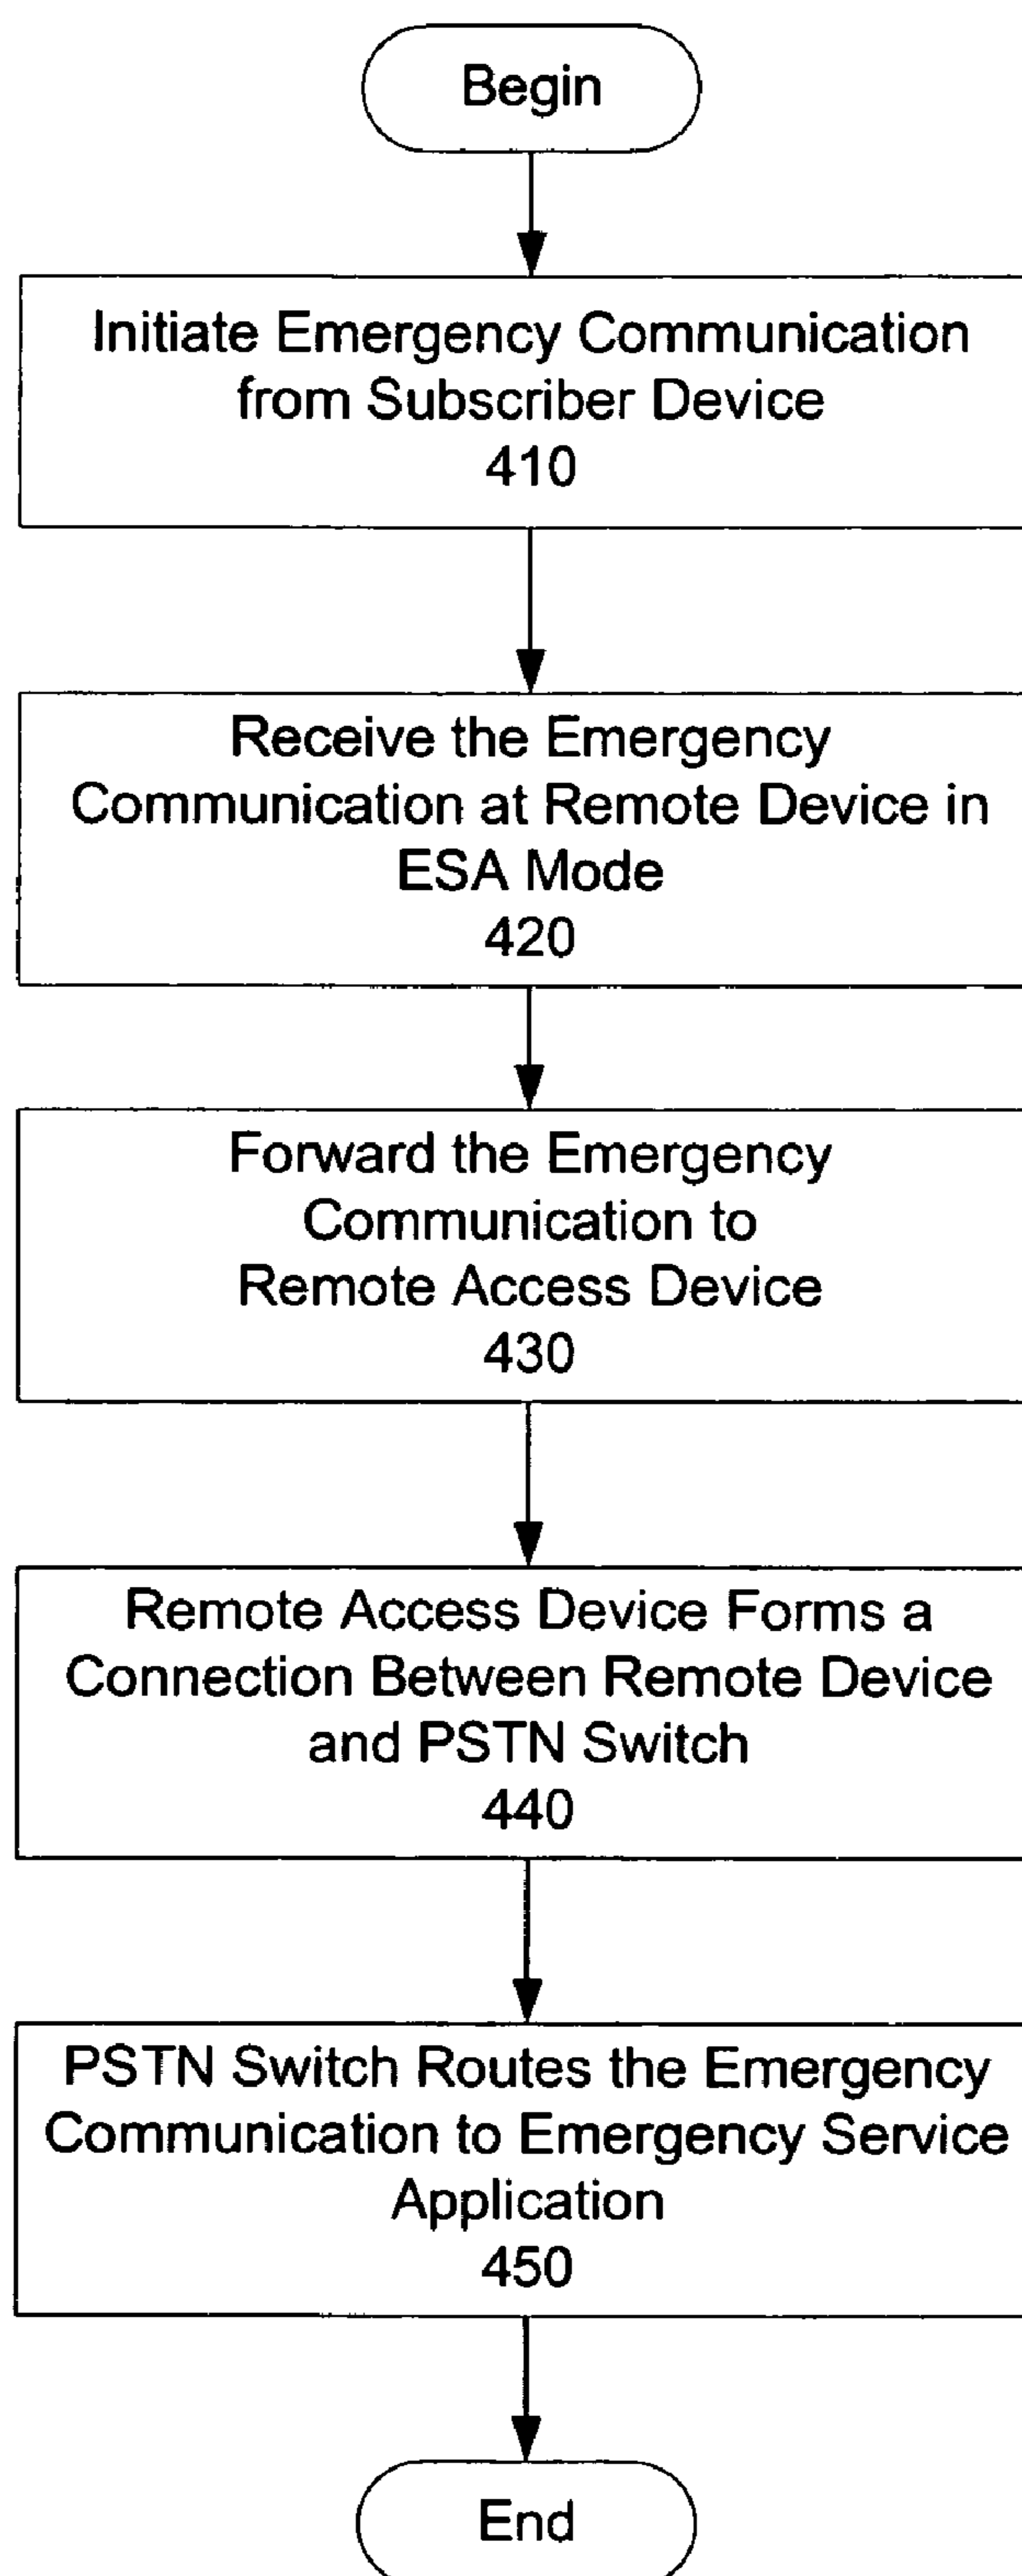 Begin
Initiate Emergency Communication
from Subscriber Device
410
Receive the Emergency
Communication at Remote Device in
ESA Mode
420
Forward the Emergency
Communication to
Remote Access Device
430
Remote Access Device Forms a
Connection Between Remote Device
and PSTN Switch
440
PSTN Switch Routes the Emergency
Communication to Emergency Service
Application
450
End